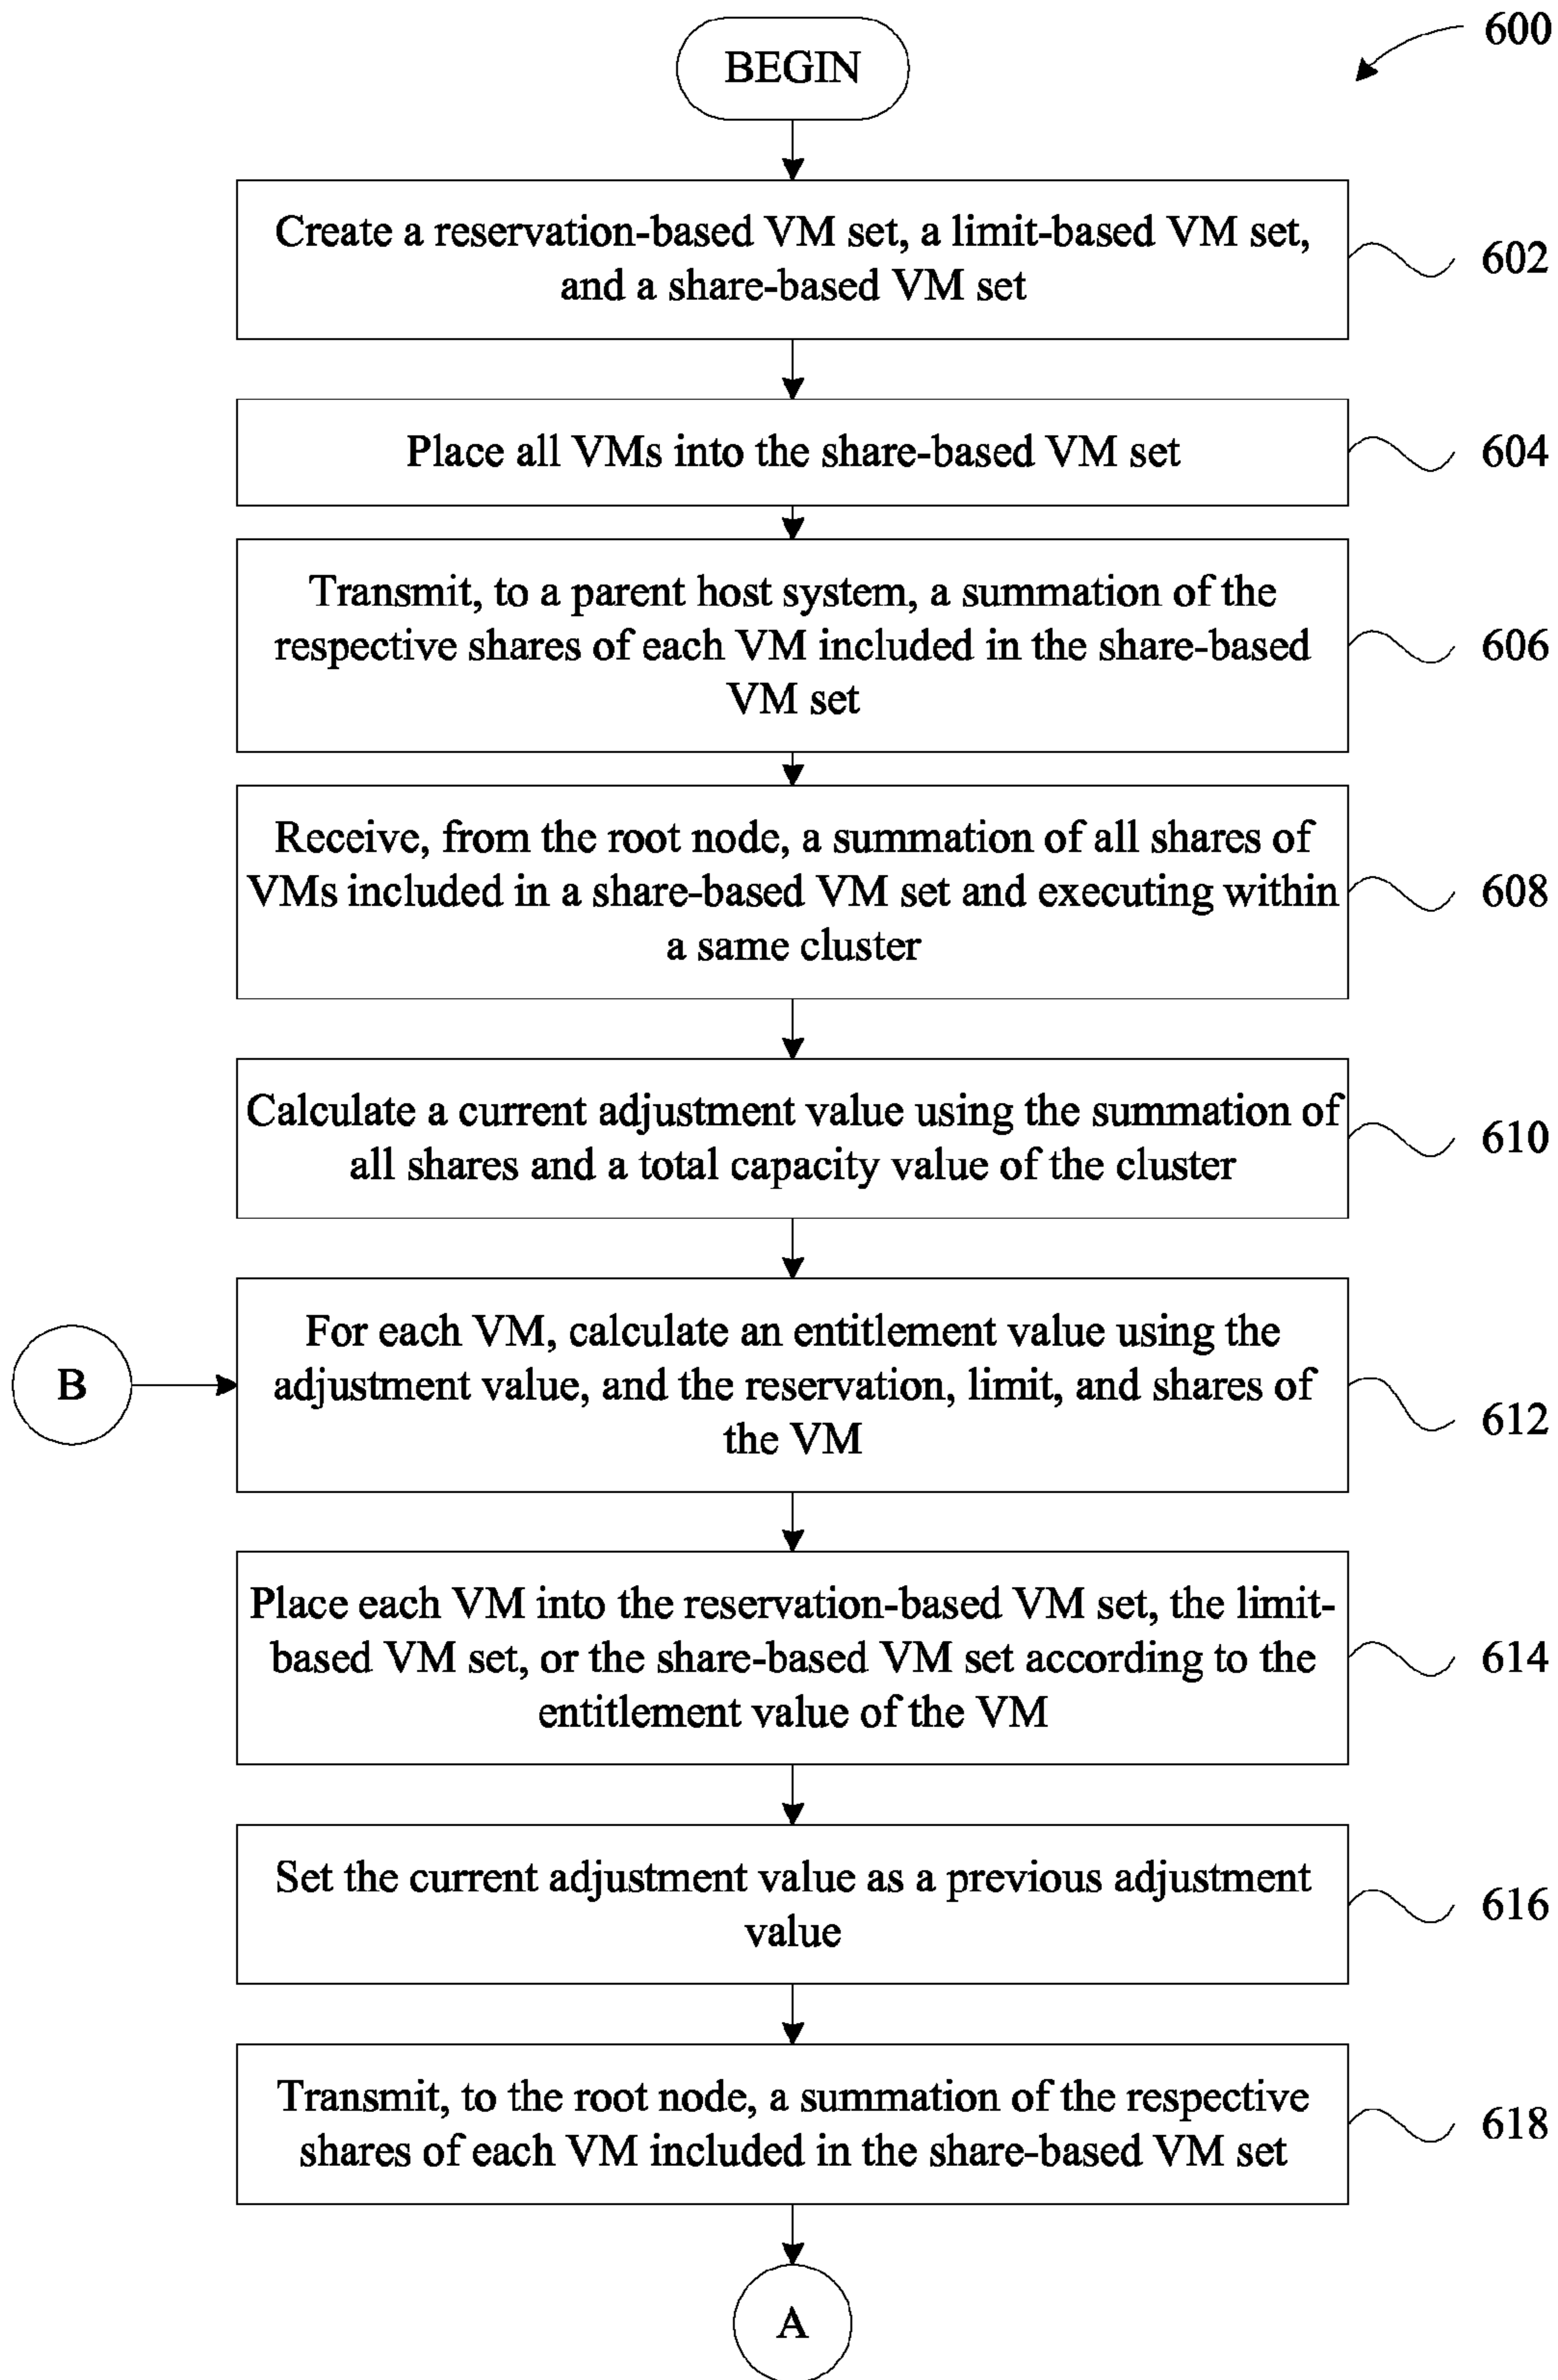 600
BEGIN
Create a reservation-based VM set, a limit-based VM set,
and a share-based VM set
602
Place all VMs into the share-based VM set
604
Transmit, to a parent host system, a summation of the
respective shares of each VM included in the share-based
VM set
606
Receive, from the root node, a summation of all shares of
VMs included in a share-based VM set and executing within
a same cluster
608
Calculate a current adjustment value using the summation of
all shares and a total capacity value of the cluster
610
B
For each VM, calculate an entitlement value using the
adjustment value, and the reservation, limit, and shares of
the VM
612
Place each VM into the reservation-based VM set, the limit-
based VM set, or the share-based VM set according to the
entitlement value of the VM
614
Set the current adjustment value as a previous adjustment
value
616
Transmit, to the root node, a summation of the respective
shares of each VM included in the share-based VM set
618
A